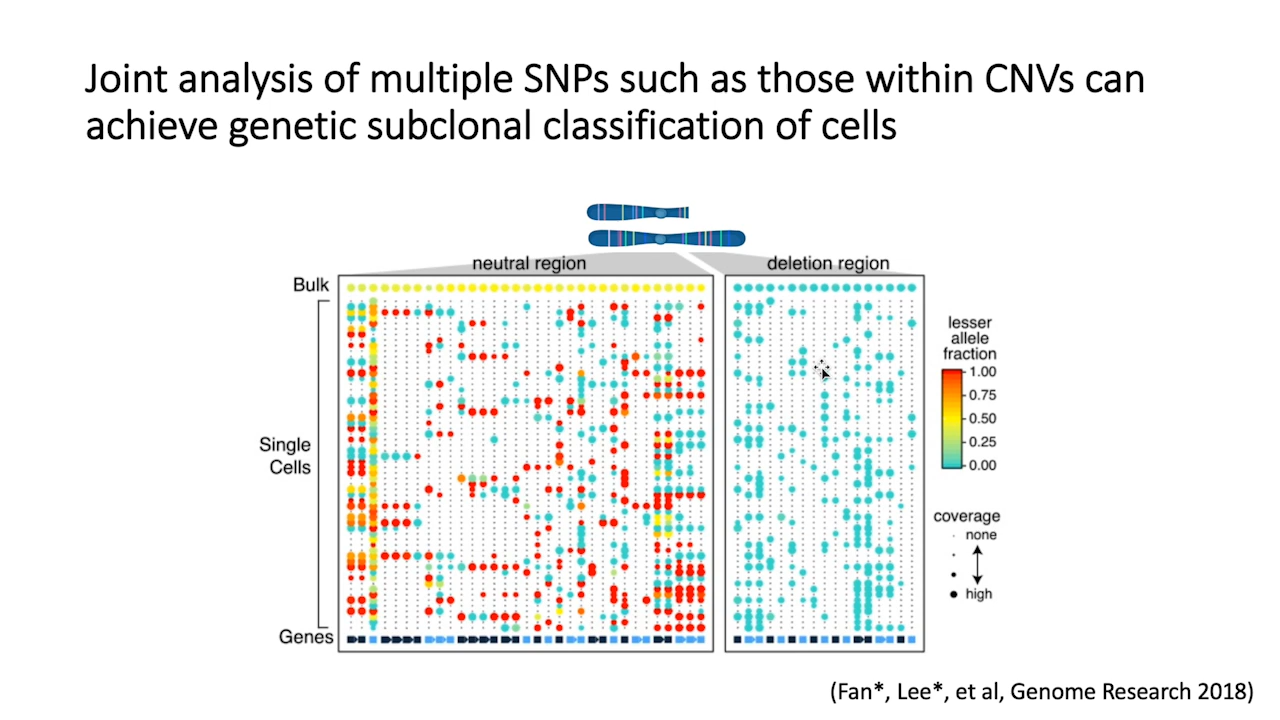 Joint analysis of multiple SNPs such as those within CNVs can
achieve genetic subclonal classification of cells
neutral region
deletion region
Bulk
Single
Cells
Genes
lesser
allele
fraction
1.00
0.75
0.50
0.25
0.00
coverage
none
high
(Fan*, Lee*, et al, Genome Research 2018)